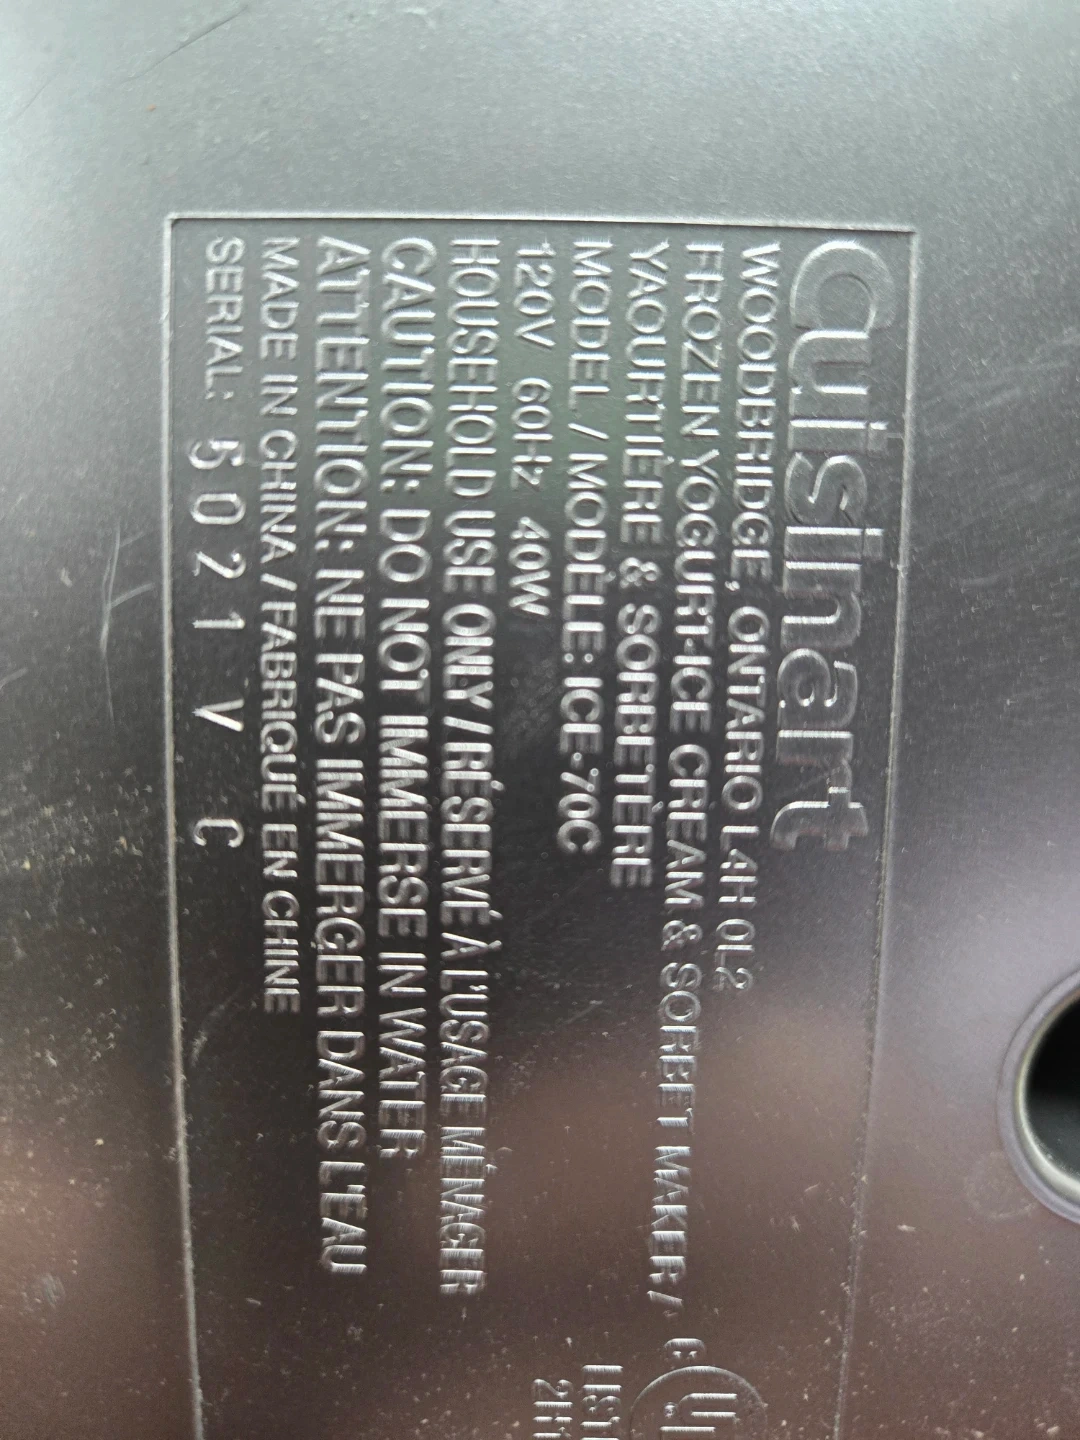 Cuisinart
WOODBRIDGE, ONTARIO L4H 0L2
FROZEN YOGURT-ICE CREAM & SORBET MAKER /
YAOURTIÈRE & SORBETIÈRE
MODEL / MODÈLE: ICE-70C
120V 60Hz 40W
HOUSEHOLD USE ONLY / RÉSERVÉ À L'USAGE MÉNAGER
CAUTION: DO NOT IMMERSE IN WATER
ATTENTION: NE PAS IMMERGER DANS L'EAU
MADE IN CHINA / FABRIQUÉ EN CHINE
SERIAL: 5021VC
C